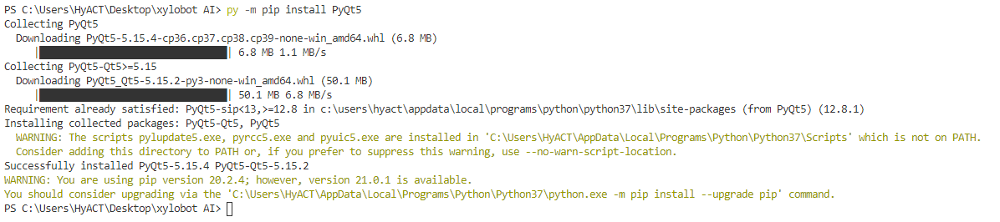 PS C:\Users\HyACT\Desktop\xylobot AI> py -m pip install PyQt5
Collecting PyQt5
  Downloading PyQt5-5.15.4-cp36.cp37.cp38.cp39-none-win_amd64.whl (6.8 MB)
     |████████████████████████████████| 6.8 MB 1.1 MB/s
Collecting PyQt5-Qt5>=5.15
  Downloading PyQt5_Qt5-5.15.2-py3-none-win_amd64.whl (50.1 MB)
     |████████████████████████████████| 50.1 MB 6.8 MB/s
Requirement already satisfied: PyQt5-sip<13,>=12.8 in c:\users\hyact\appdata\local\programs\python\python37\lib\site-packages (from PyQt5) (12.8.1)
Installing collected packages: PyQt5-Qt5, PyQt5
  WARNING: The scripts pylupdate5.exe, pyrcc5.exe and pyuic5.exe are installed in 'C:\Users\HyACT\AppData\Local\Programs\Python\Python37\Scripts' which is not on PATH.
  Consider adding this directory to PATH or, if you prefer to suppress this warning, use --no-warn-script-location.
Successfully installed PyQt5-5.15.4 PyQt5-Qt5-5.15.2
WARNING: You are using pip version 20.2.4; however, version 21.0.1 is available.
You should consider upgrading via the 'C:\Users\HyACT\AppData\Local\Programs\Python\Python37\python.exe -m pip install --upgrade pip' command.
PS C:\Users\HyACT\Desktop\xylobot AI>